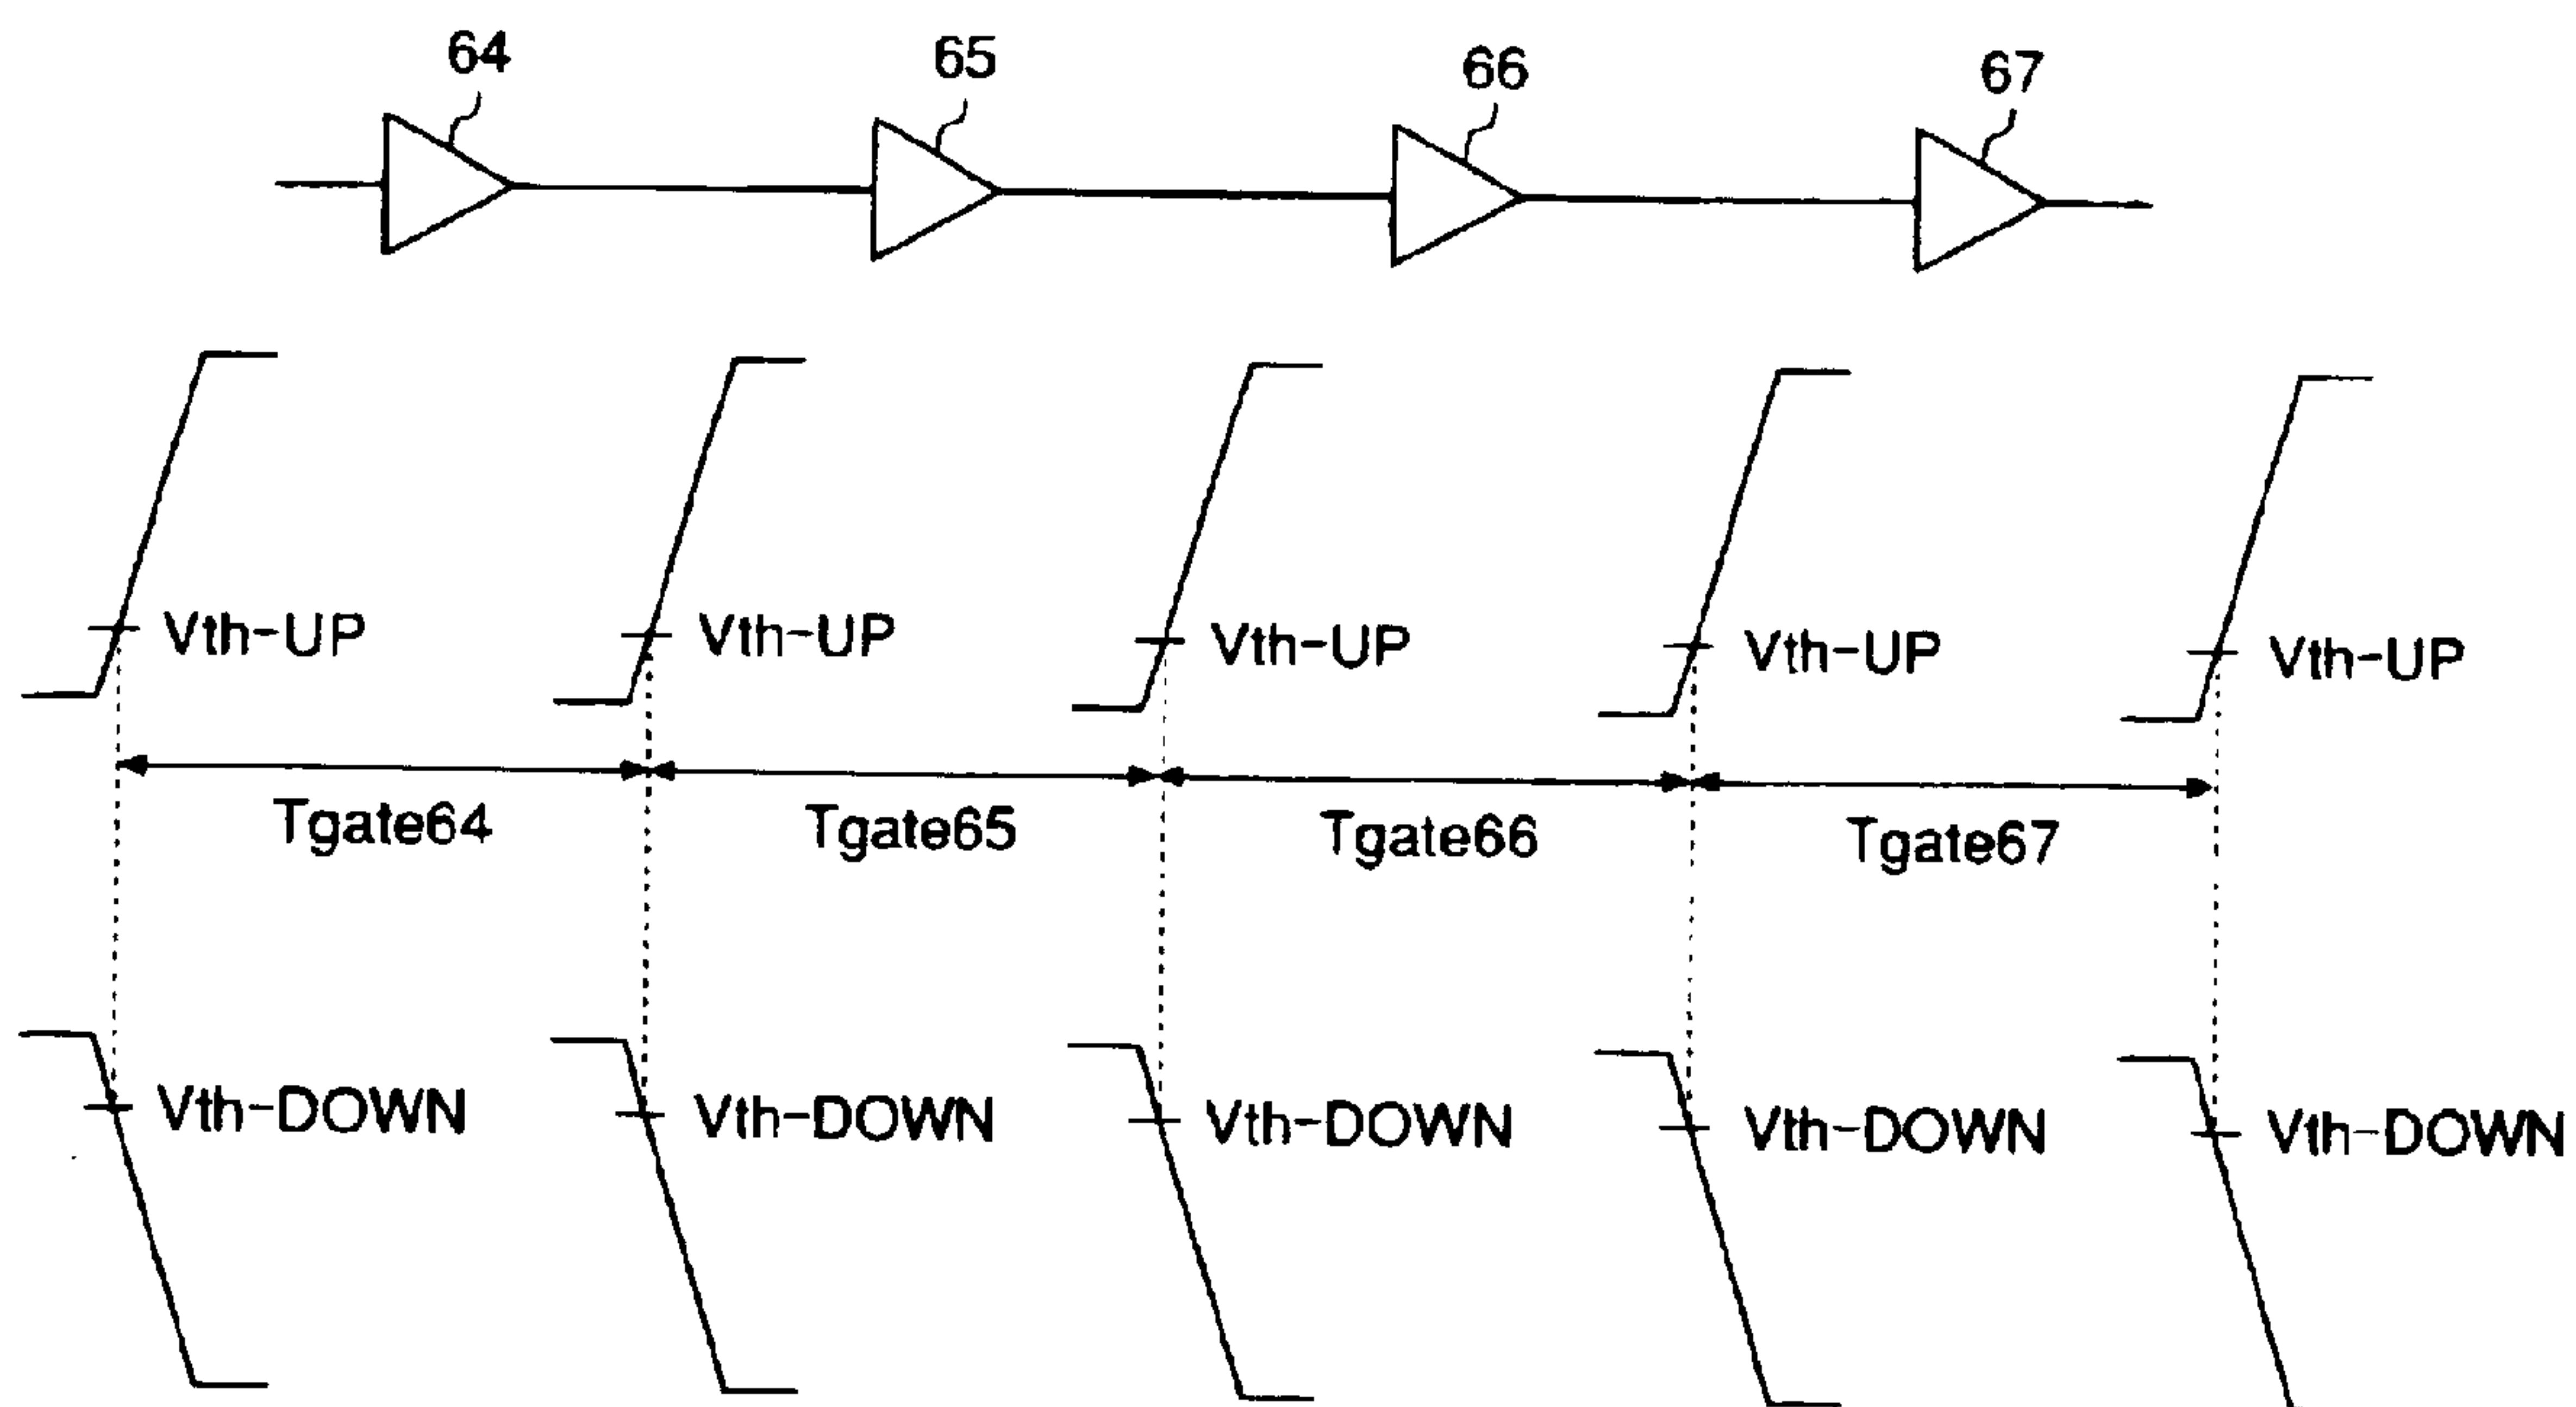 64 65 66 67
Vth-UP Vth-UP Vth-UP Vth-UP Vth-UP
Tgate64 Tgate65 Tgate66 Tgate67
Vth-DOWN Vth-DOWN Vth-DOWN Vth-DOWN Vth-DOWN